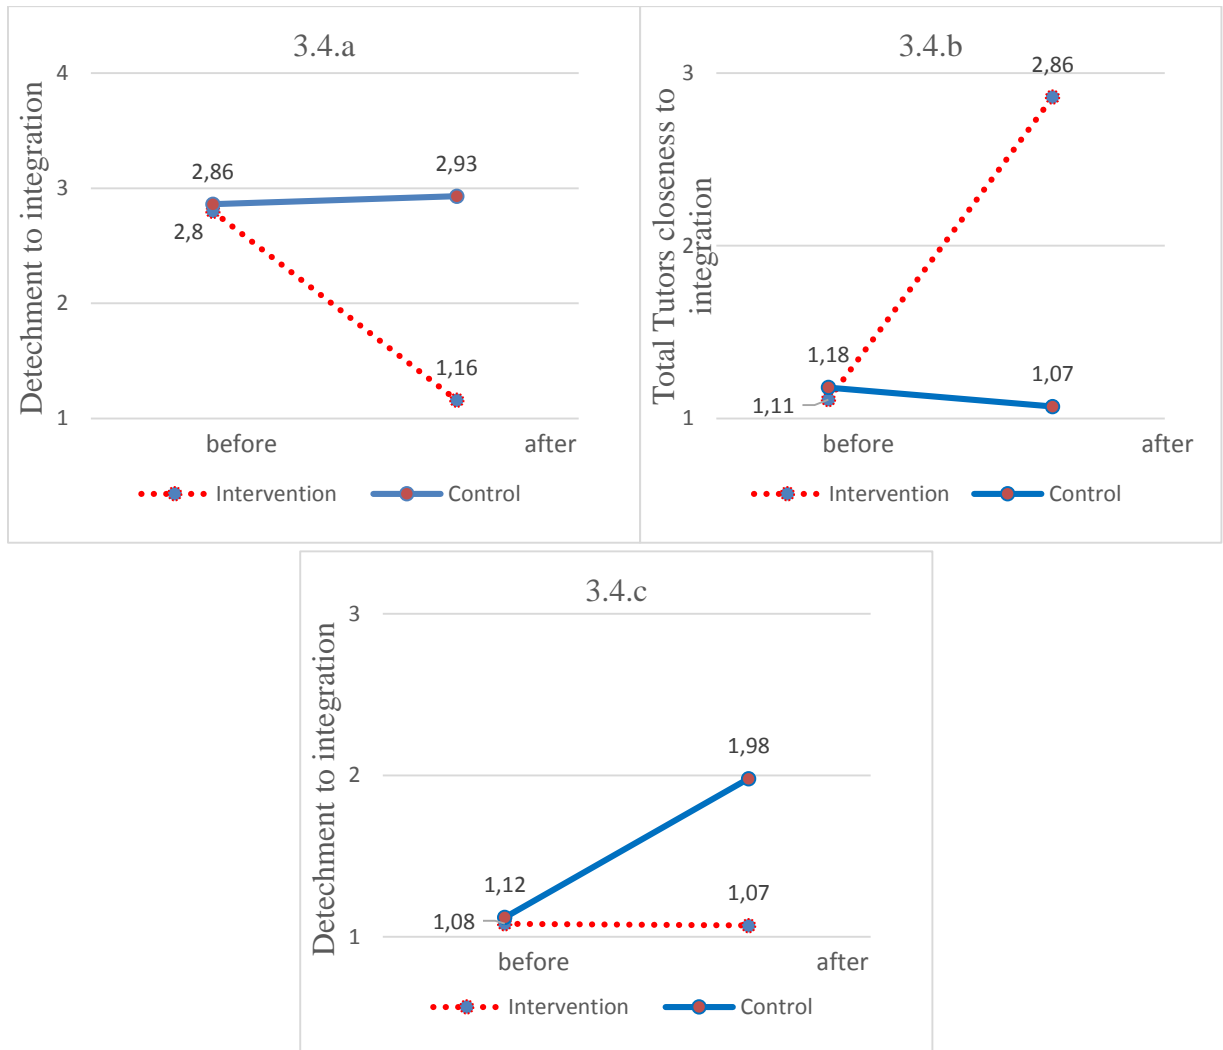 3.4.a
Detechment to integration
4
3
2
1
2,86
2,93
2,8
1,16
before after
Intervention Control
3.4.b
Total Tutors closeness to
integration
3
2
1
2,86
1,18
1,07
1,11
before after
Intervention Control
3.4.c
Detechment to integration
3
2
1
1,98
1,12
1,07
1,08
before after
Intervention Control